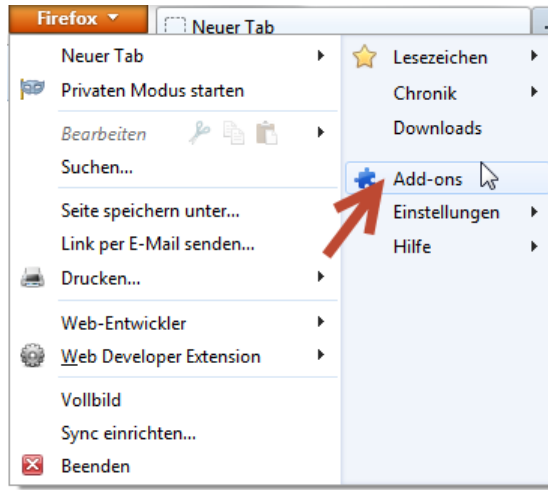 Firefox
Neuer Tab
Neuer Tab
Privaten Modus starten
Bearbeiten
Suchen...
Seite speichern unter...
Link per E-Mail senden...
Drucken...
Web-Entwickler
Web Developer Extension
Vollbild
Sync einrichten...
Beenden
Lesezeichen
Chronik
Downloads
Add-ons
Einstellungen
Hilfe